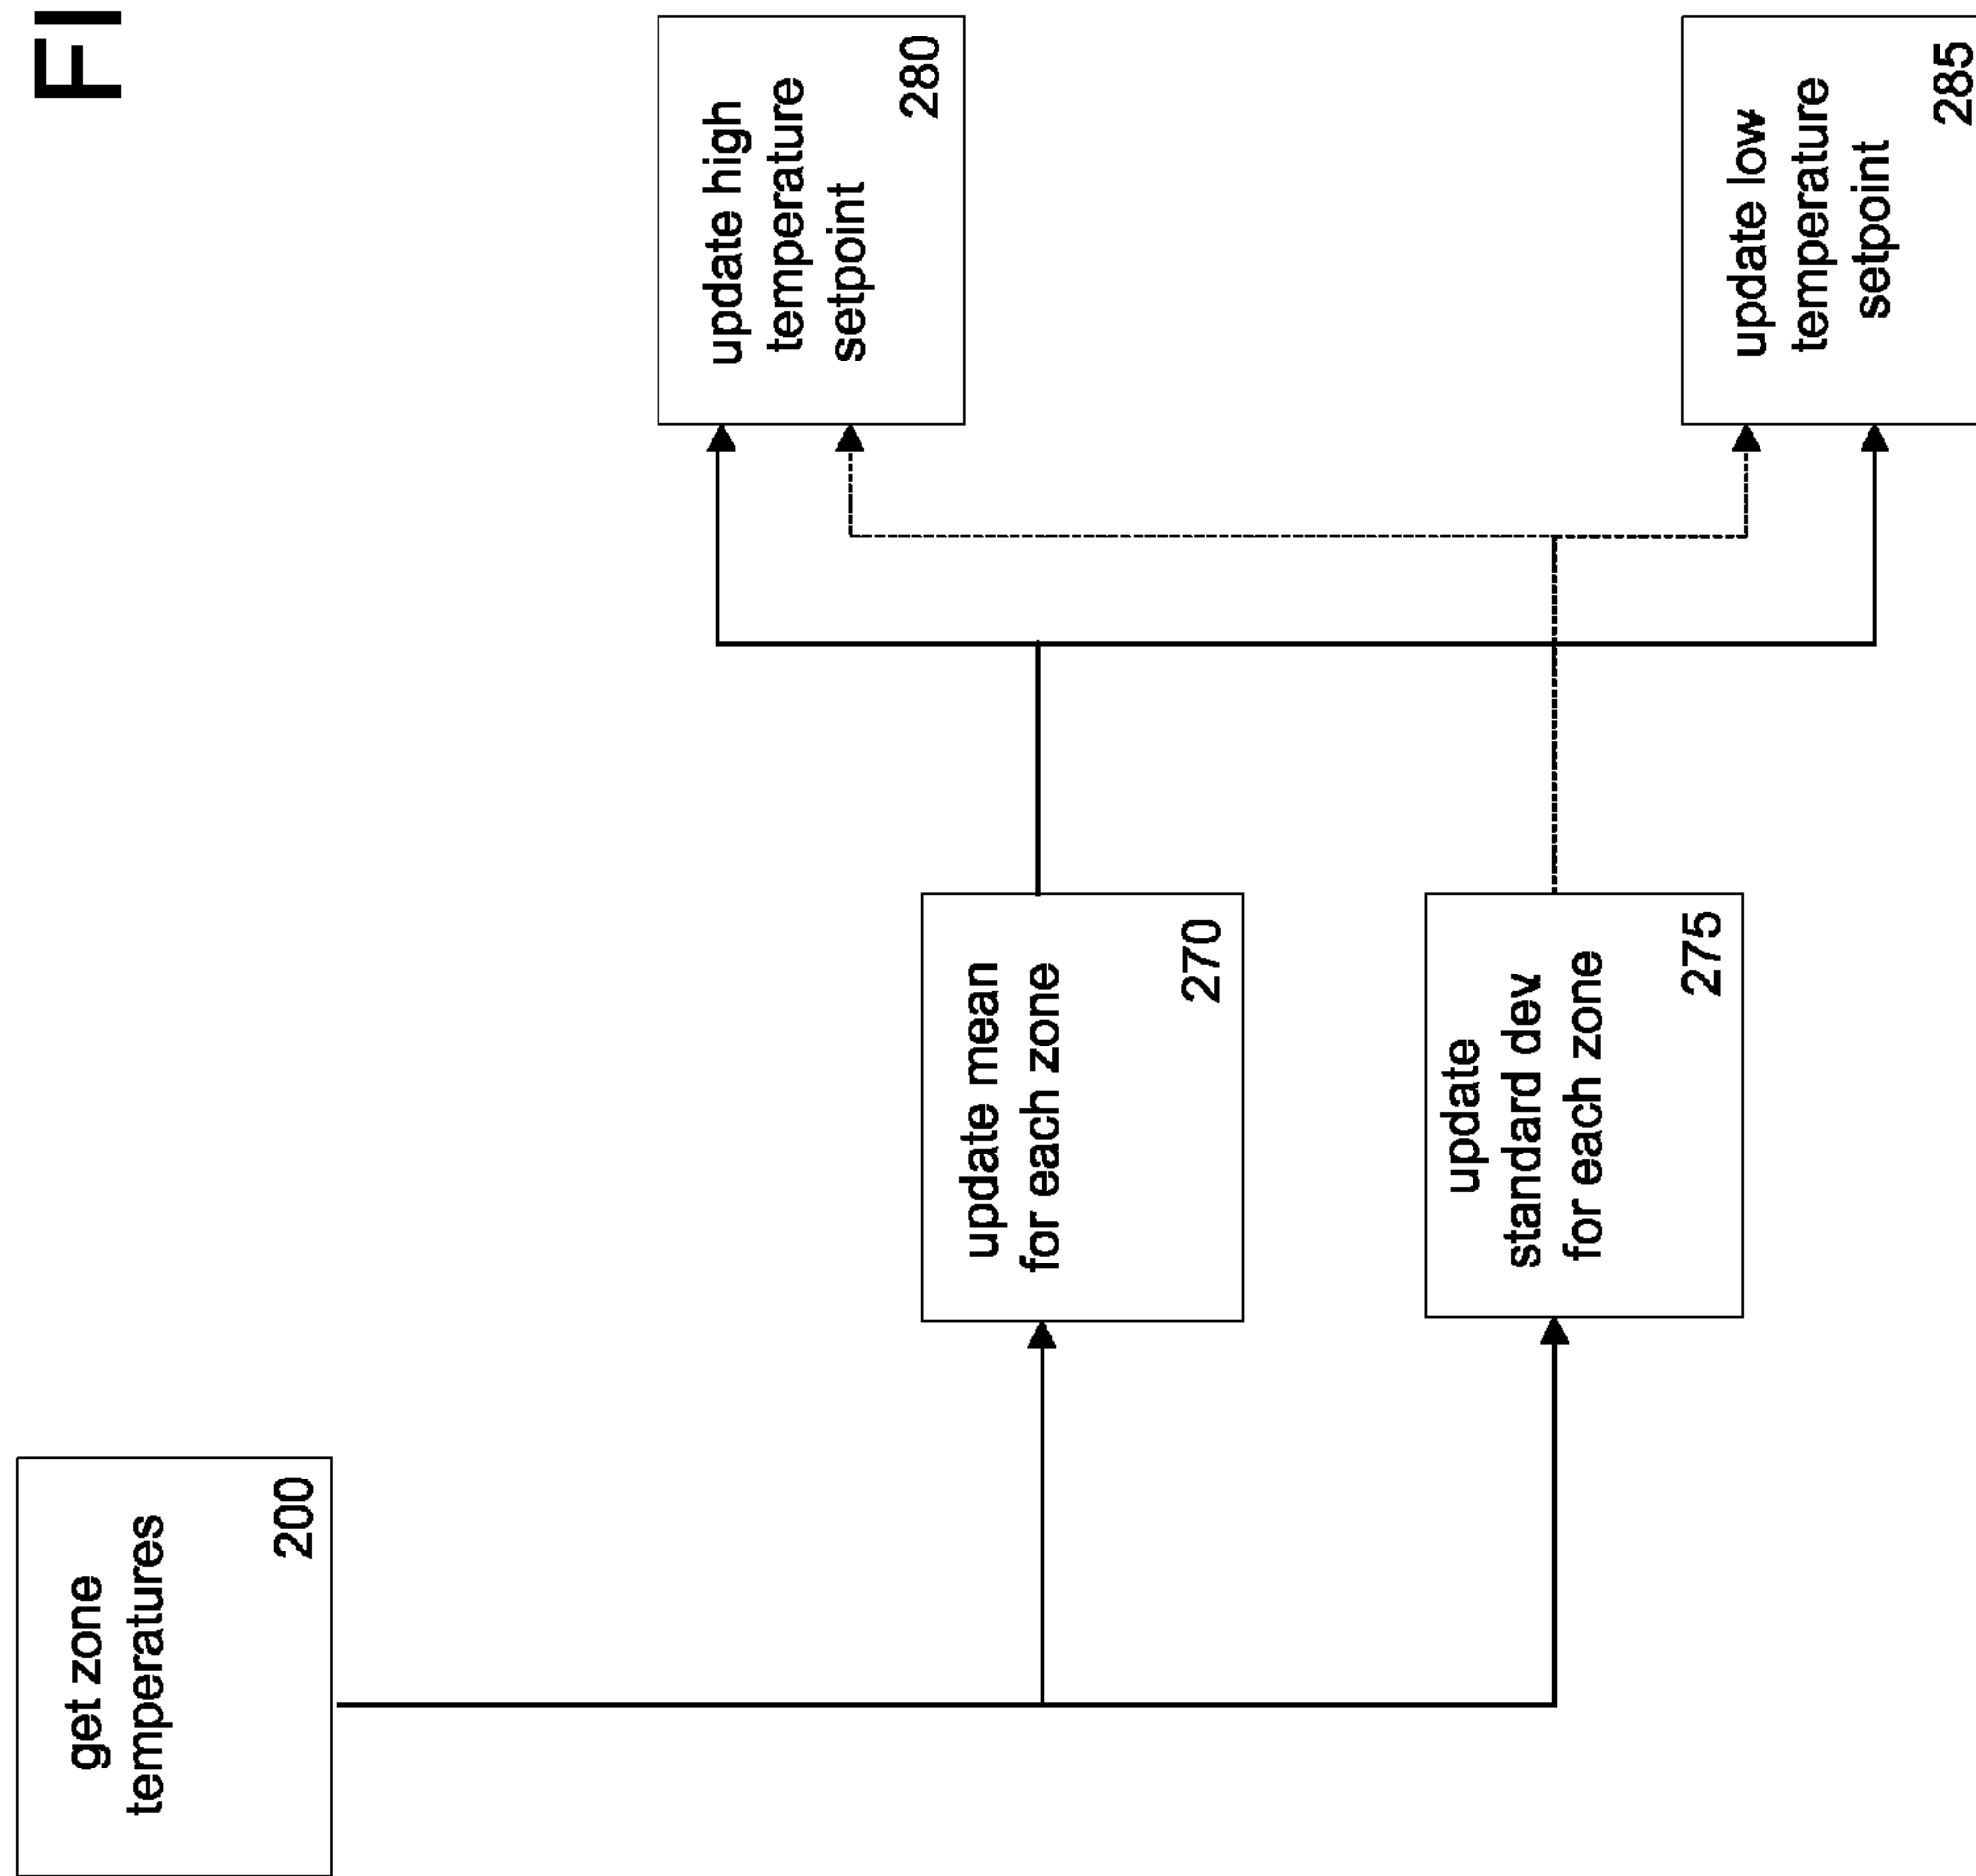 FI
get zone
temperatures
200
update mean
for each zone
270
update
standard dev
for each zone
275
update high
temperature
setpoint
280
update low
temperature
setpoint
285